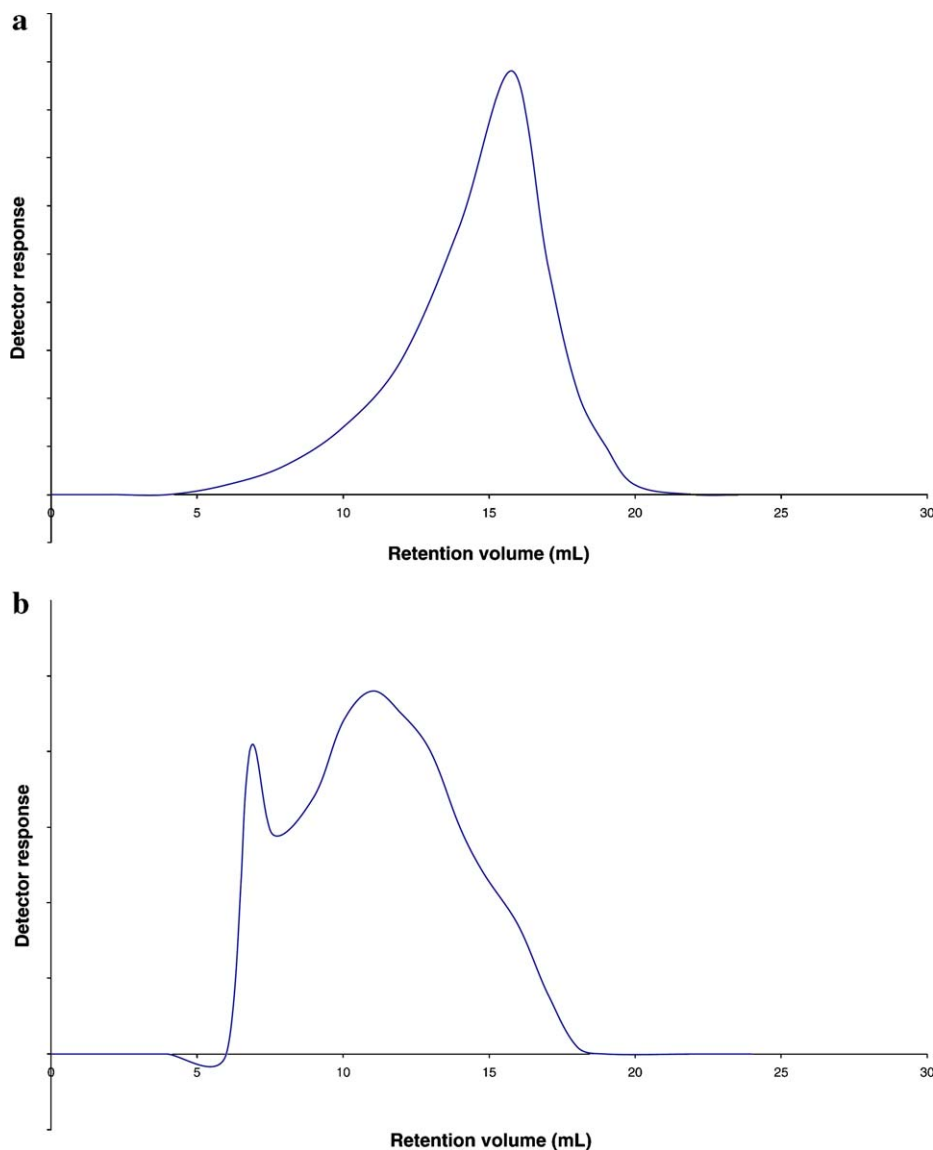 a
Detector response
0 5 10 15 20 25 30
Retention volume (mL)
b
Detector response
0 5 10 15 20 25 30
Retention volume (mL)